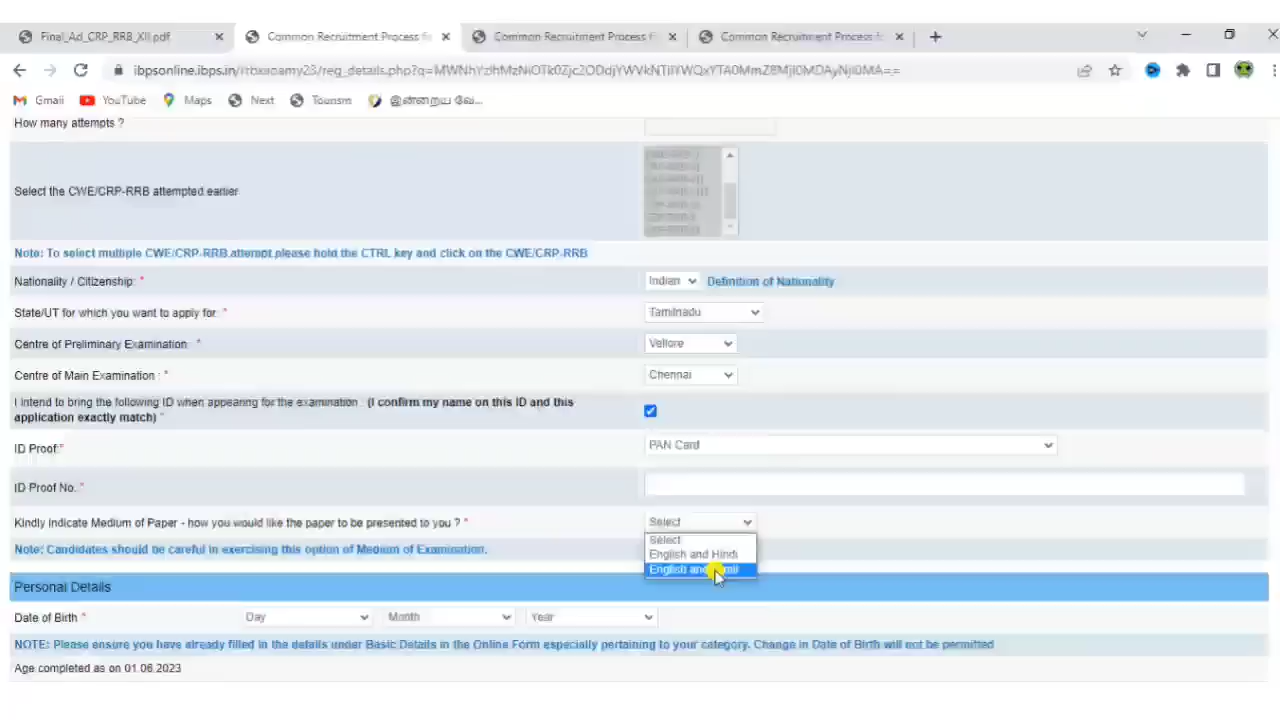 Final_Ad_CRP_RRB_XII.pdf
Common Recruitment Process f
Common Recruitment Process f
Common Recruitment Process f
Gmail
YouTube
Maps
Next
Tourism
How many attempts ?
Select the CWE/CRP-RRB attempted earlier
Note: To select multiple CWE/CRP-RRB attempt please hold the CTRL key and click on the CWE/CRP-RRB
Nationality / Citizenship: * Indian Definition of Nationality
State/UT for which you want to apply for: * Tamilnadu
Centre of Preliminary Examination: * Vellore
Centre of Main Examination : * Chennai
I intend to bring the following ID when appearing for the examination : (I confirm my name on this ID and this
application exactly match) *
ID Proof:* PAN Card
ID Proof No. *
Kindly Indicate Medium of Paper - how you would like the paper to be presented to you ? * Select
Select
Note: Candidates should be careful in exercising this option of Medium of Examination.
English and Hindi
English and
Personal Details
Date of Birth * Day Month Year
NOTE: Please ensure you have already filled in the details under Basic Details in the Online Form especially pertaining to your category. Change in Date of Birth will not be permitted
Age completed as on 01.06.2023